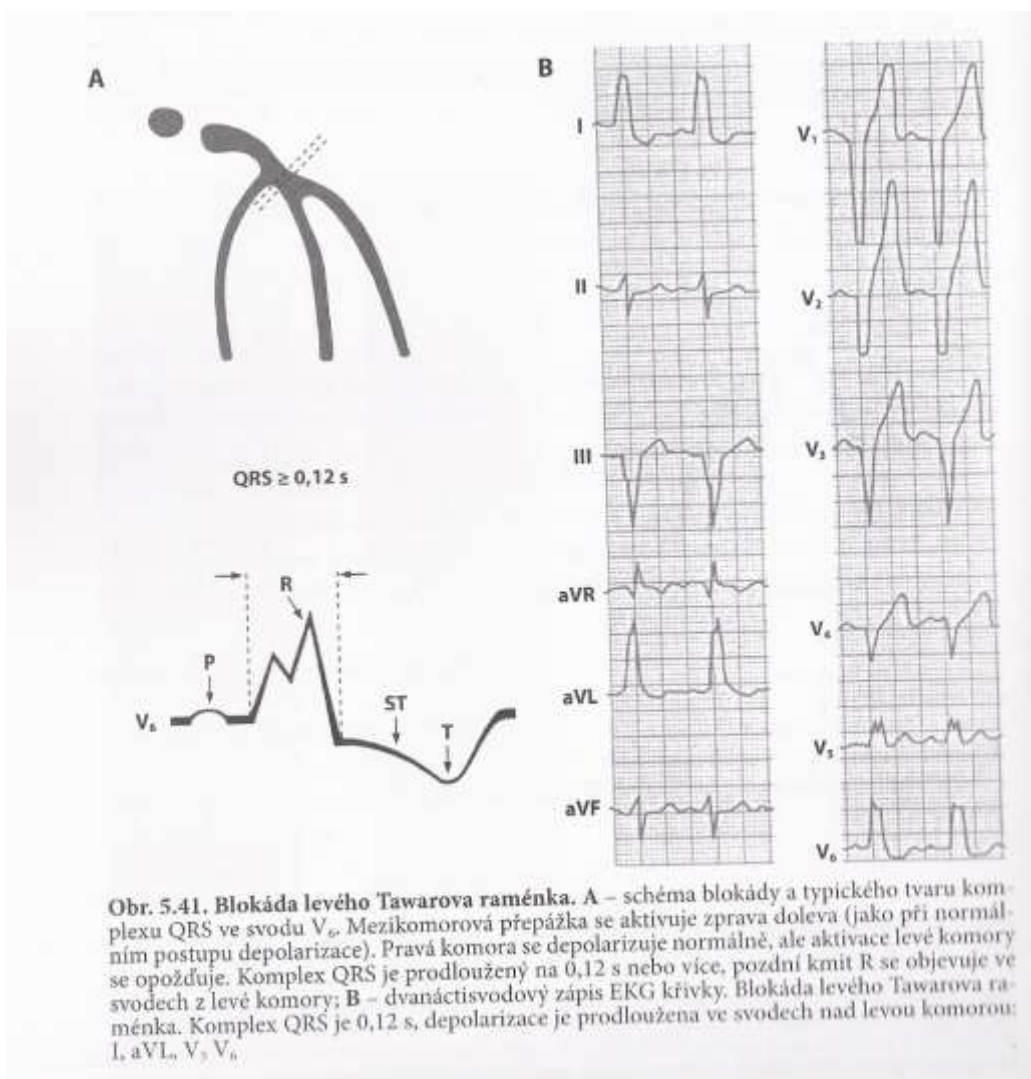 A
B
I
V₁
II
V₂
III
V₃
QRS ≥ 0,12 s
R
P
ST
T
V₆
aVR
V₄
aVL
V₅
aVF
V₆
Obr. 5.41. Blokáda levého Tawarova raménka. A – schéma blokády a typického tvaru kom-
plexu QRS ve svodu V₆. Mezikomorová přepážka se aktivuje zprava doleva (jako při normál-
ním postupu depolarizace). Pravá komora se depolarizuje normálně, ale aktivace levé komory
se opožďuje. Komplex QRS je prodloužený na 0,12 s nebo více, pozdní kmit R se objevuje ve
svodech z levé komory; B – dvanáctisvodový zápis EKG křivky. Blokáda levého Tawarova ra-
ménka. Komplex QRS je 0,12 s, depolarizace je prodloužena ve svodech nad levou komorou:
I, aVL, V₅ V₆